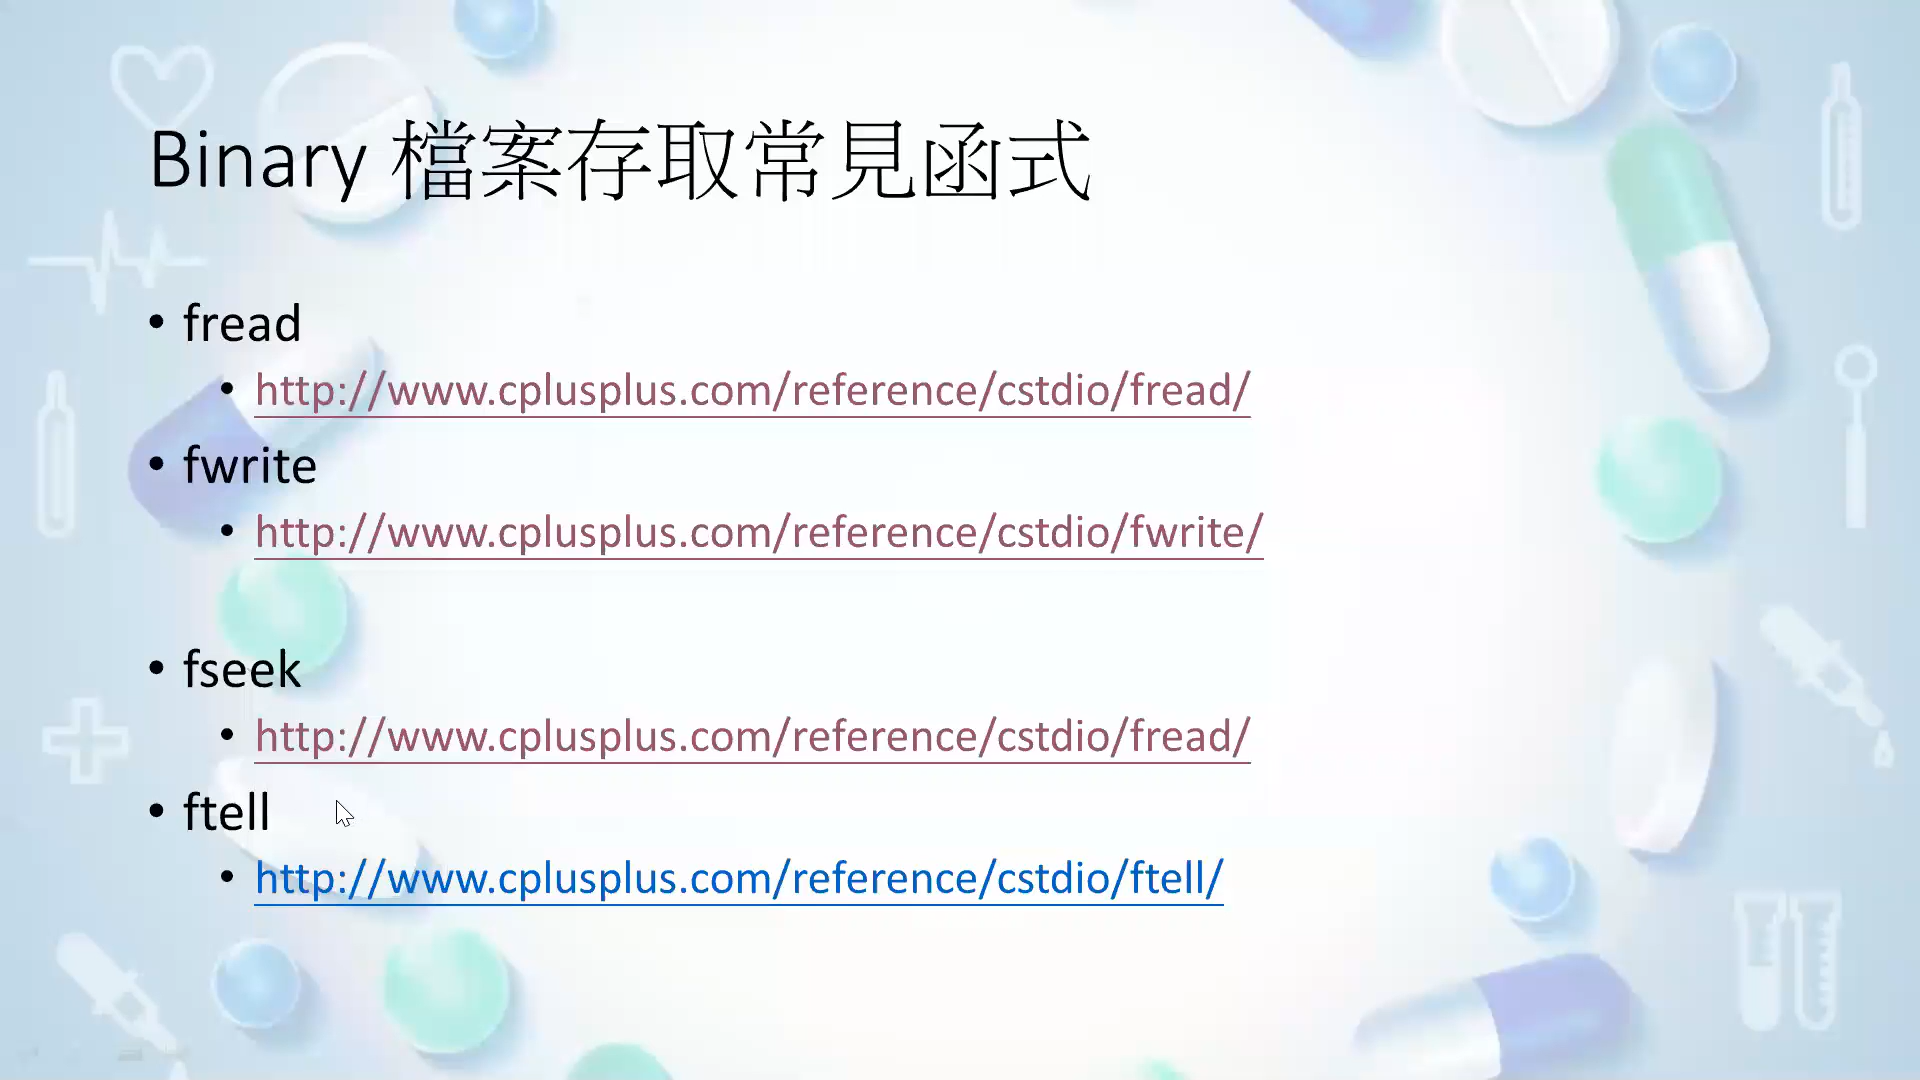 Binary 檔案存取常見函式
• fread
• http://www.cplusplus.com/reference/cstdio/fread/
• fwrite
• http://www.cplusplus.com/reference/cstdio/fwrite/
• fseek
• http://www.cplusplus.com/reference/cstdio/fread/
• ftell
• http://www.cplusplus.com/reference/cstdio/ftell/